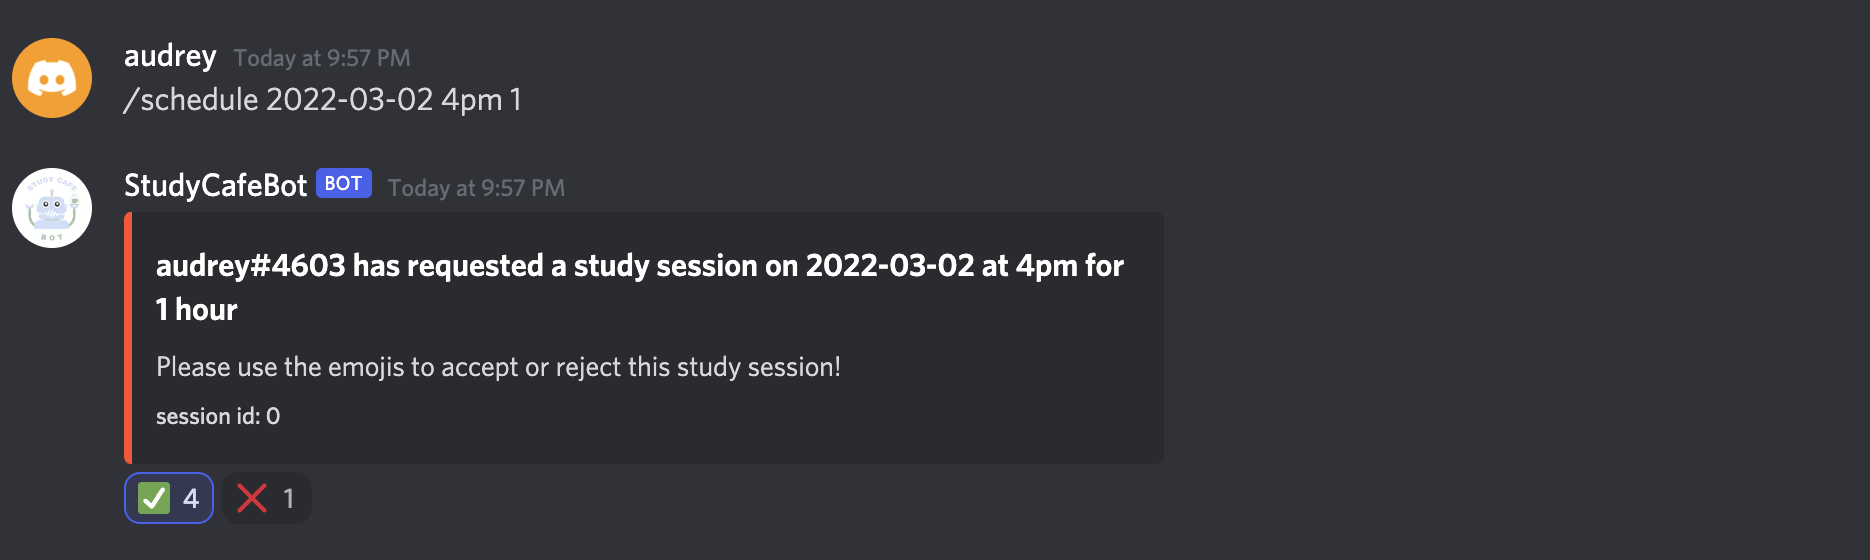 audrey Today at 9:57 PM
/schedule 2022-03-02 4pm 1
STUDY CAFE
BOT
StudyCafeBot BOT Today at 9:57 PM
audrey#4603 has requested a study session on 2022-03-02 at 4pm for
1 hour
Please use the emojis to accept or reject this study session!
session id: 0
4 1